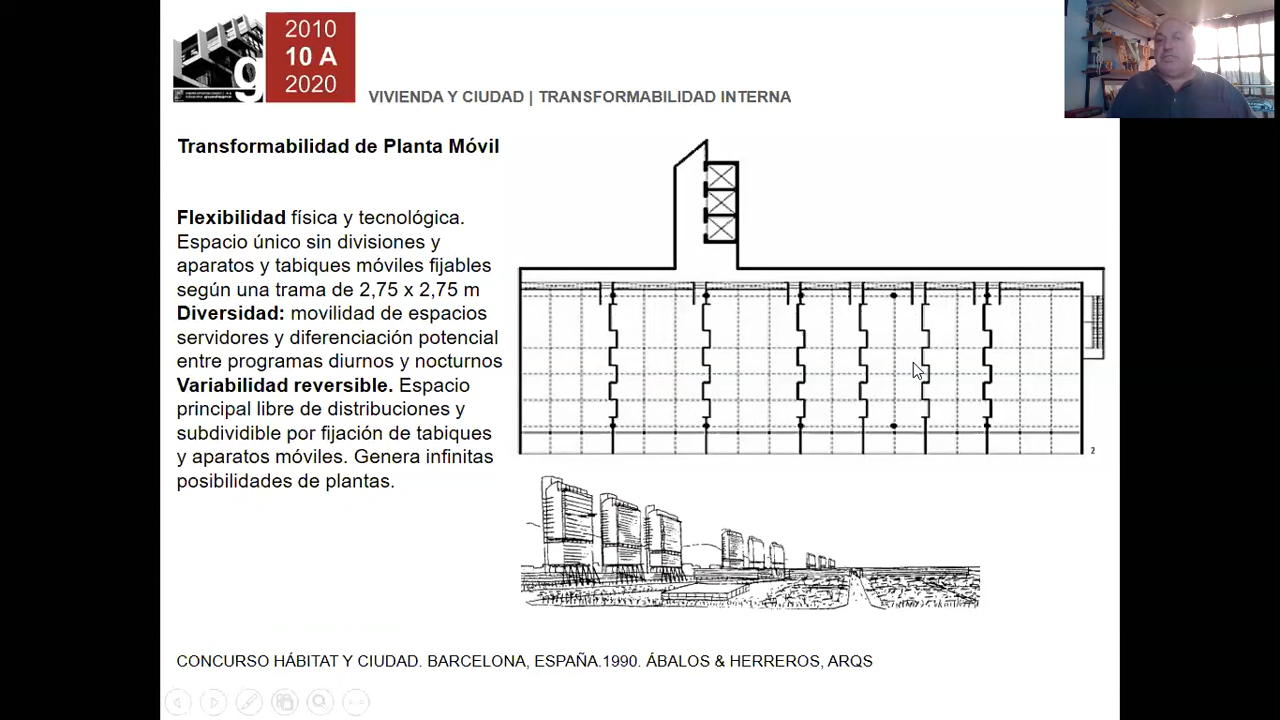 2010
10 A
2020
g
VIVIENDA Y CIUDAD | TRANSFORMABILIDAD INTERNA
Transformabilidad de Planta Móvil
Flexibilidad física y tecnológica.
Espacio único sin divisiones y
aparatos y tabiques móviles fijables
según una trama de 2,75 x 2,75 m
Diversidad: movilidad de espacios
servidores y diferenciación potencial
entre programas diurnos y nocturnos
Variabilidad reversible. Espacio
principal libre de distribuciones y
subdividible por fijación de tabiques
y aparatos móviles. Genera infinitas
posibilidades de plantas.
2
CONCURSO HÁBITAT Y CIUDAD. BARCELONA, ESPAÑA.1990. ÁBALOS & HERREROS, ARQS